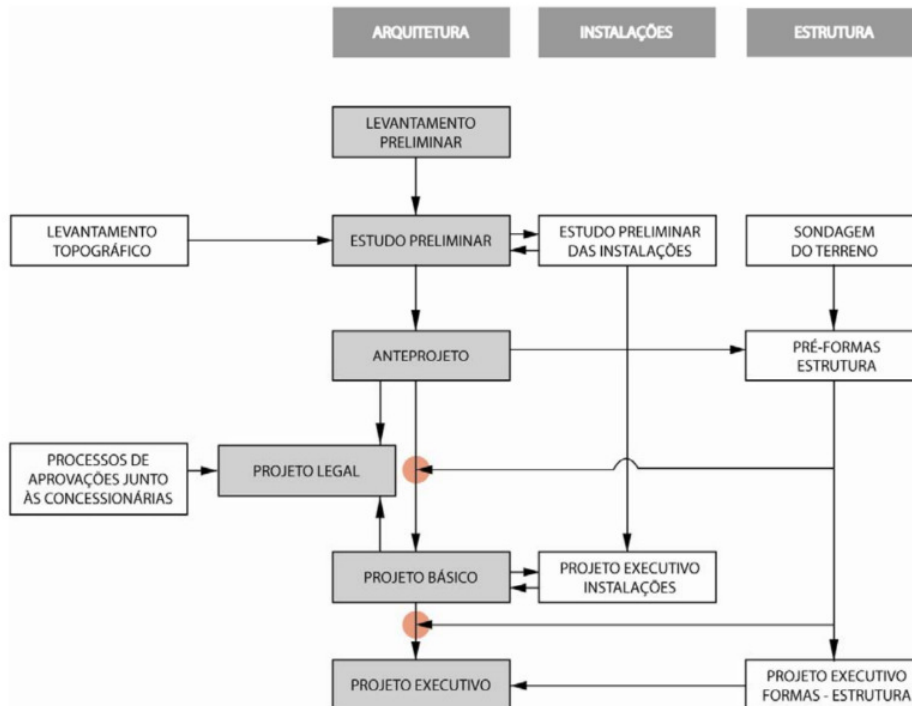 ARQUITETURA
INSTALAÇÕES
ESTRUTURA
LEVANTAMENTO
PRELIMINAR
LEVANTAMENTO
TOPOGRÁFICO
ESTUDO PRELIMINAR
ESTUDO PRELIMINAR
DAS INSTALAÇÕES
SONDAGEM
DO TERRENO
ANTEPROJETO
PRÉ-FORMAS
ESTRUTURA
PROCESSOS DE
APROVAÇÕES JUNTO
ÀS CONCESSIONÁRIAS
PROJETO LEGAL
PROJETO BÁSICO
PROJETO EXECUTIVO
INSTALAÇÕES
PROJETO EXECUTIVO
PROJETO EXECUTIVO
FORMAS - ESTRUTURA